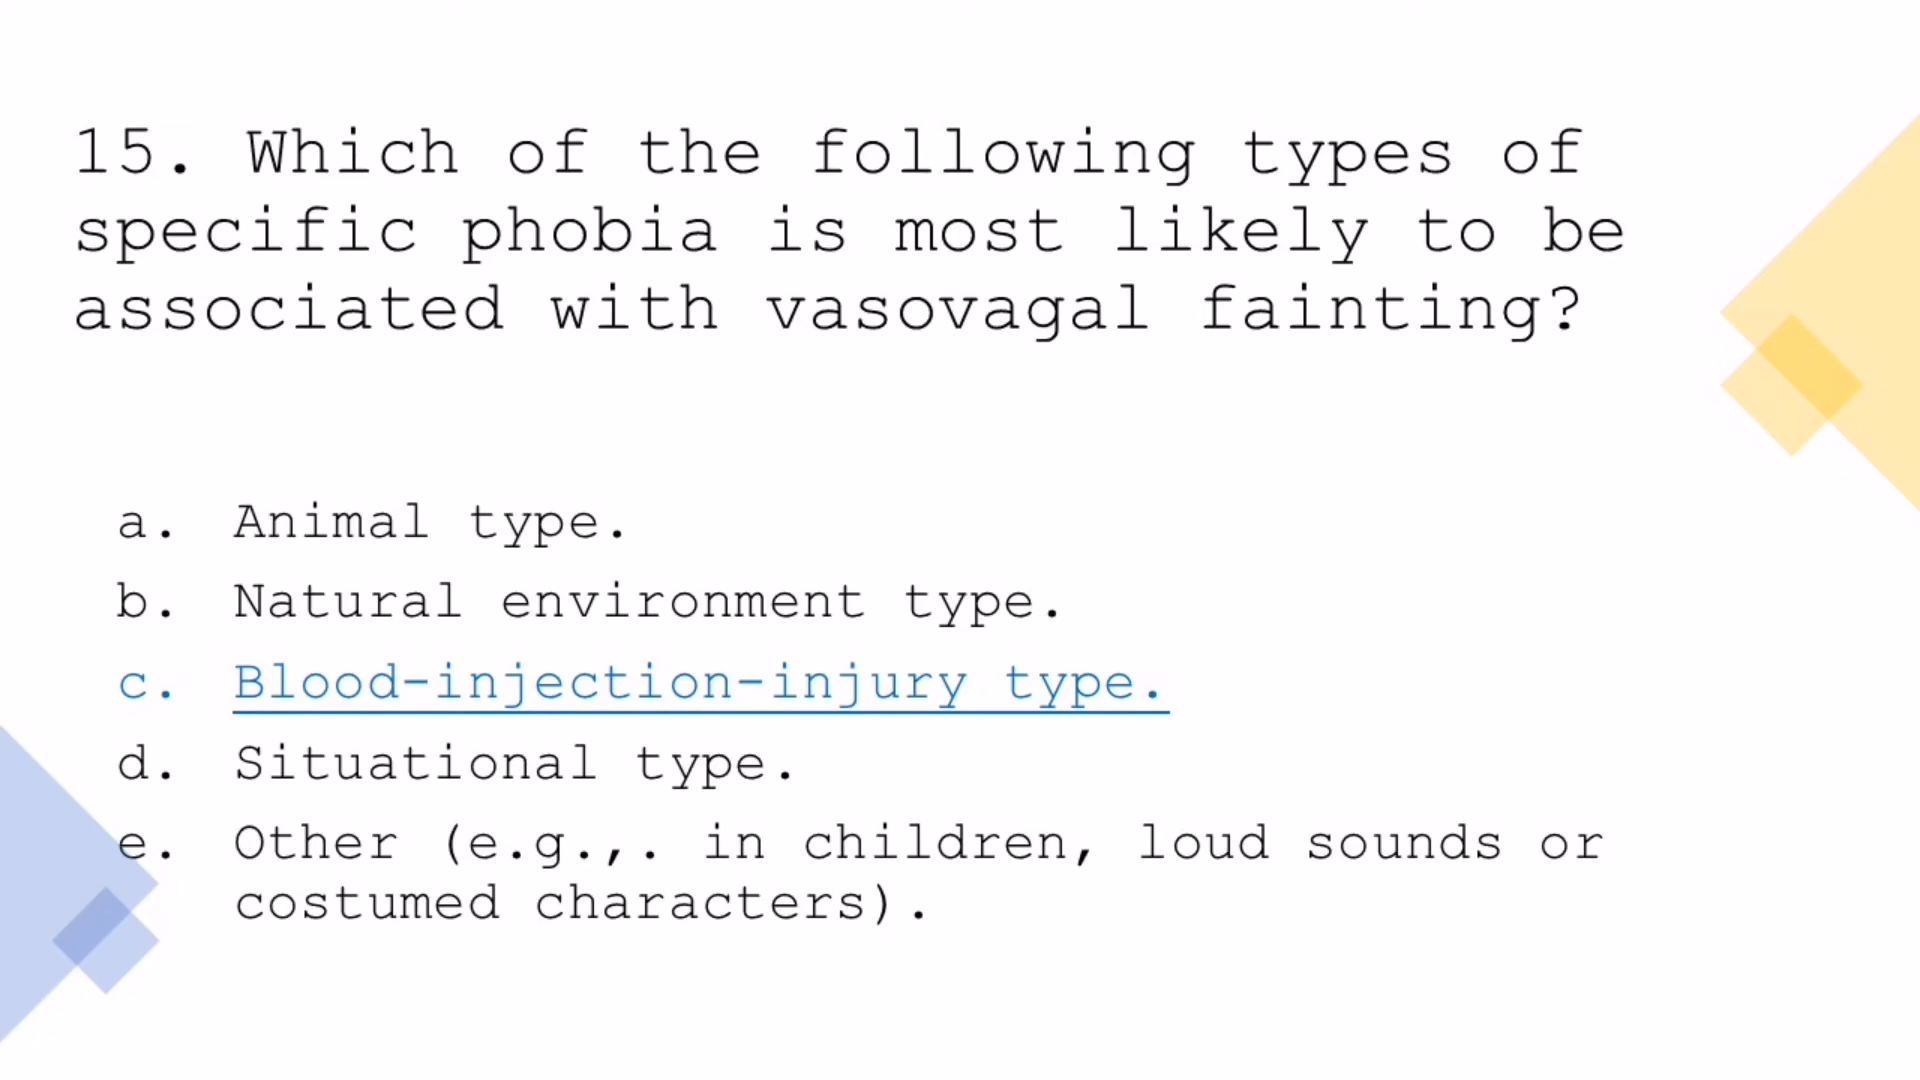 15. Which of the following types of
specific phobia is most likely to be
associated with vasovagal fainting?
a. Animal type.
b. Natural environment type.
c. Blood-injection-injury type.
d. Situational type.
e. Other (e.g.,. in children, loud sounds or
costumed characters).